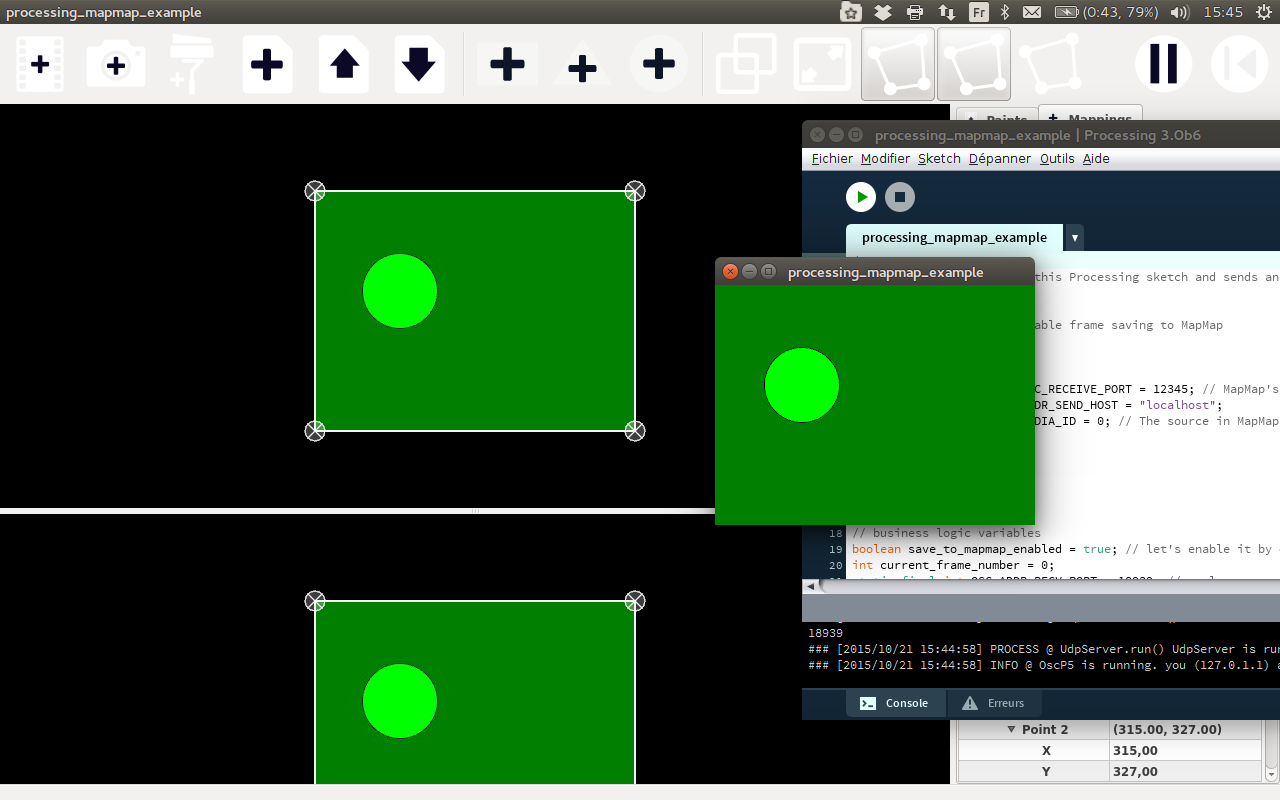 processing_mapmap_example
Fr
(0:43, 79%)
15:45
Paints
Mappings
processing_mapmap_example | Processing 3.0b6
Fichier Modifier Sketch Dépanner Outils Aide
processing_mapmap_example
processing_mapmap_example
this Processing sketch and sends an
able frame saving to MapMap
C_RECEIVE_PORT = 12345; // MapMap's
DR_SEND_HOST = "localhost";
DIA_ID = 0; // The source in MapMap
18 // business logic variables
19 boolean save_to_mapmap_enabled = true; // let's enable it by
20 int current_frame_number = 0;
18939
### [2015/10/21 15:44:58] PROCESS @ UdpServer.run() UdpServer is run
### [2015/10/21 15:44:58] INFO @ OscP5 is running. you (127.0.1.1) a
Console
Erreurs
Point 2 (315.00, 327.00)
X 315,00
Y 327,00